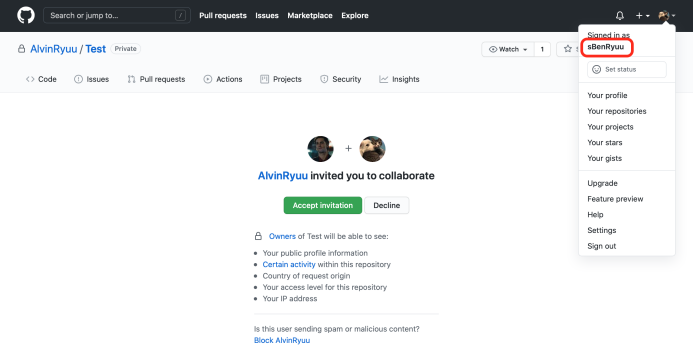 Search or jump to... / Pull requests Issues Marketplace Explore
AlvinRyuu / Test Private Watch 1
Signed in as
sBenRyuu
Set status
Your profile
Your repositories
Your projects
Your stars
Your gists
Upgrade
Feature preview
Help
Settings
Sign out
Code Issues Pull requests Actions Projects Security Insights
+
AlvinRyuu invited you to collaborate
Accept invitation Decline
Owners of Test will be able to see:
Your public profile information
Certain activity within this repository
Country of request origin
Your access level for this repository
Your IP address
Is this user sending spam or malicious content?
Block AlvinRyuu